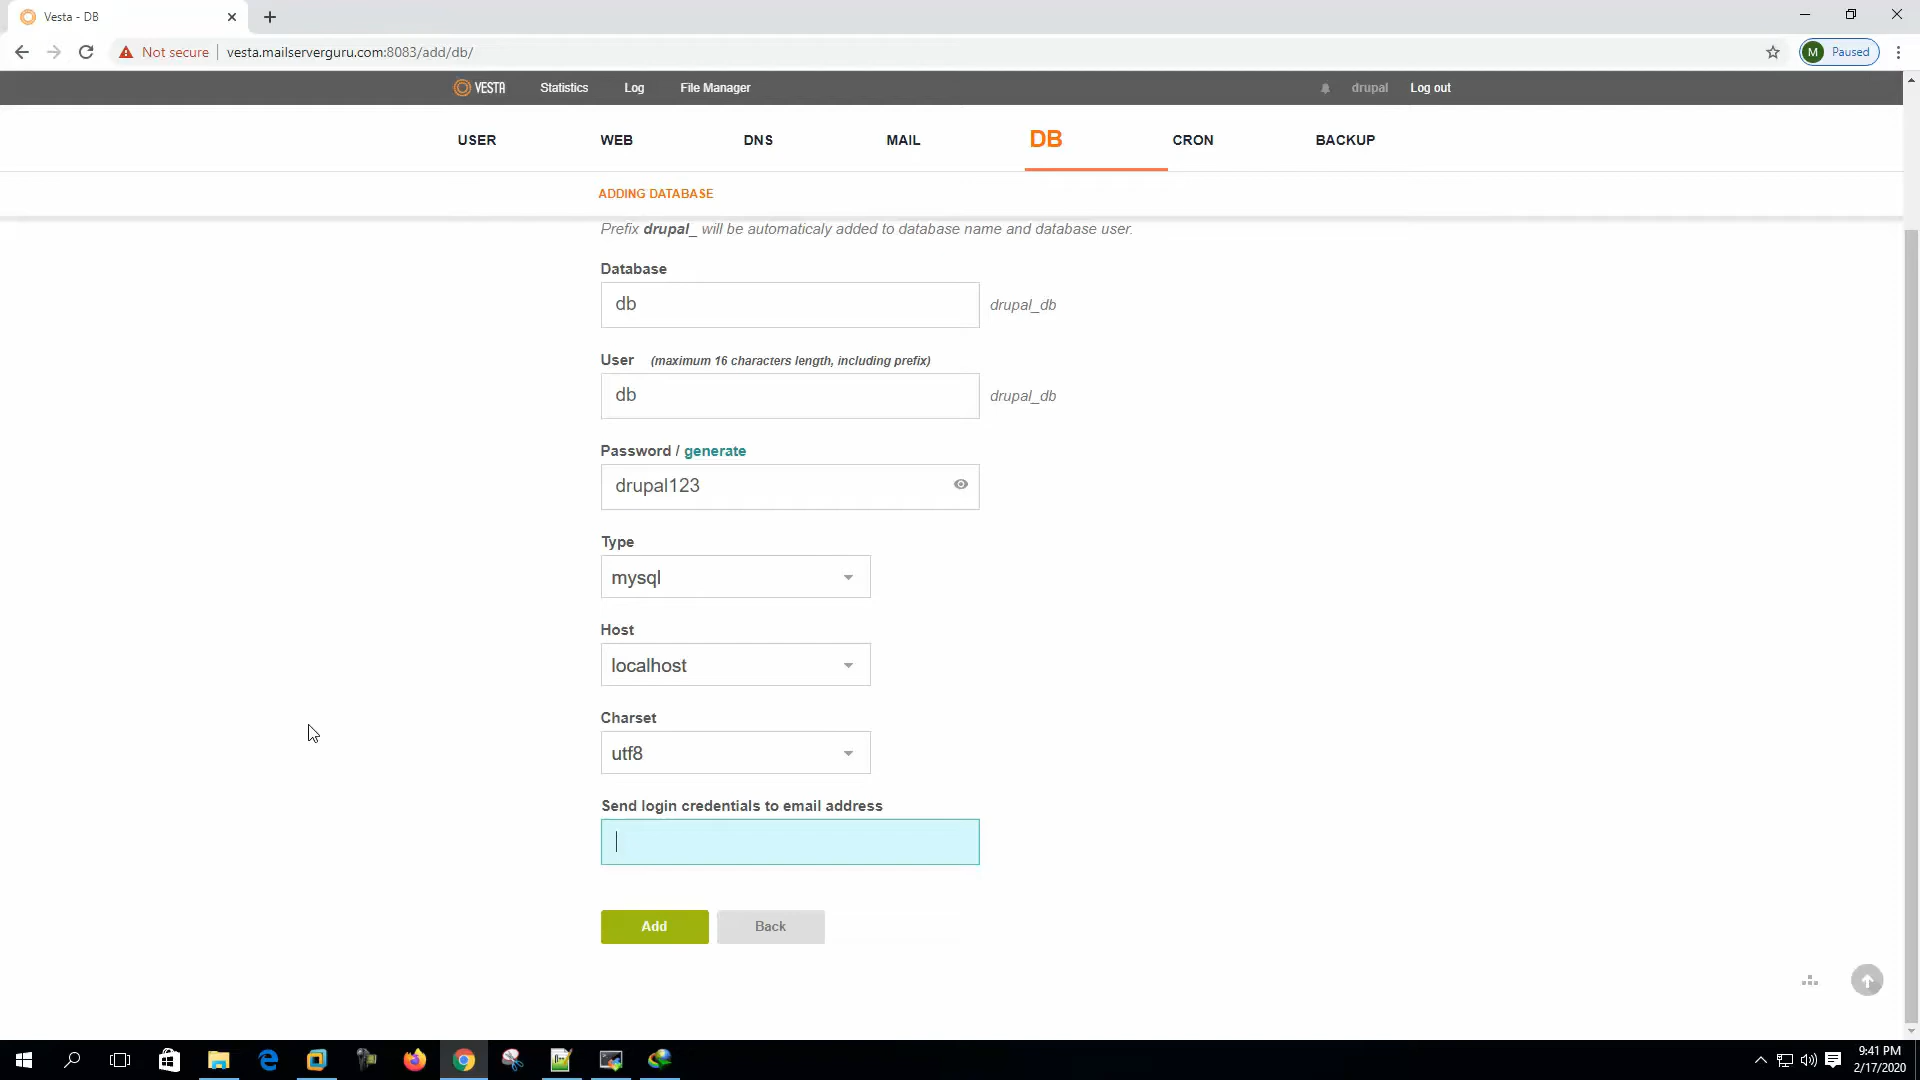 Vesta - DB
Not secure
vesta.mailserverguru.com:8083/add/db/
M Paused
VESTA Statistics Log File Manager drupal Log out
USER WEB DNS MAIL DB CRON BACKUP
ADDING DATABASE
Prefix drupal_ will be automaticaly added to database name and database user.
Database
db drupal_db
User (maximum 16 characters length, including prefix)
db drupal_db
Password / generate
drupal123
Type
mysql
Host
localhost
Charset
utf8
Send login credentials to email address
Add Back
9:41 PM
2/17/2020